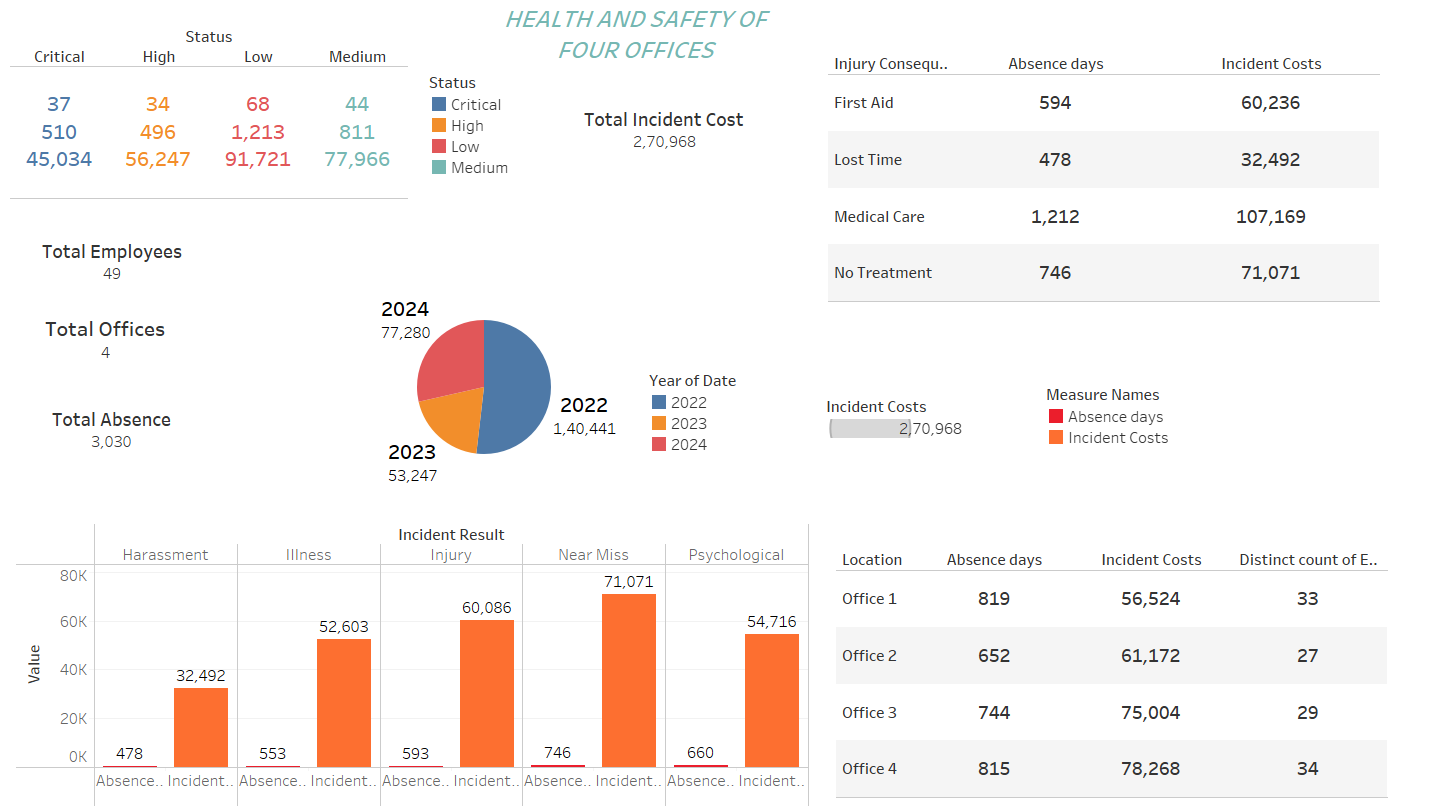 HEALTH AND SAFETY OF
FOUR OFFICES
Status
Critical High Low Medium
37 34 68 44
510 496 1,213 811
45,034 56,247 91,721 77,966
Status
Critical
High
Low
Medium
Total Incident Cost
2,70,968
Injury Consequ.. Absence days Incident Costs
First Aid 594 60,236
Lost Time 478 32,492
Medical Care 1,212 107,169
No Treatment 746 71,071
Total Employees
49
Total Offices
4
Total Absence
3,030
2024
77,280
2022
1,40,441
2023
53,247
Year of Date
2022
2023
2024
Incident Costs
2,70,968
Measure Names
Absence days
Incident Costs
Incident Result
Harassment Illness Injury Near Miss Psychological
Value
80K
60K
40K
20K
0K
478 32,492 553 52,603 593 60,086 746 71,071 660 54,716
Absence.. Incident.. Absence.. Incident.. Absence.. Incident.. Absence.. Incident.. Absence.. Incident..
Location Absence days Incident Costs Distinct count of E..
Office 1 819 56,524 33
Office 2 652 61,172 27
Office 3 744 75,004 29
Office 4 815 78,268 34